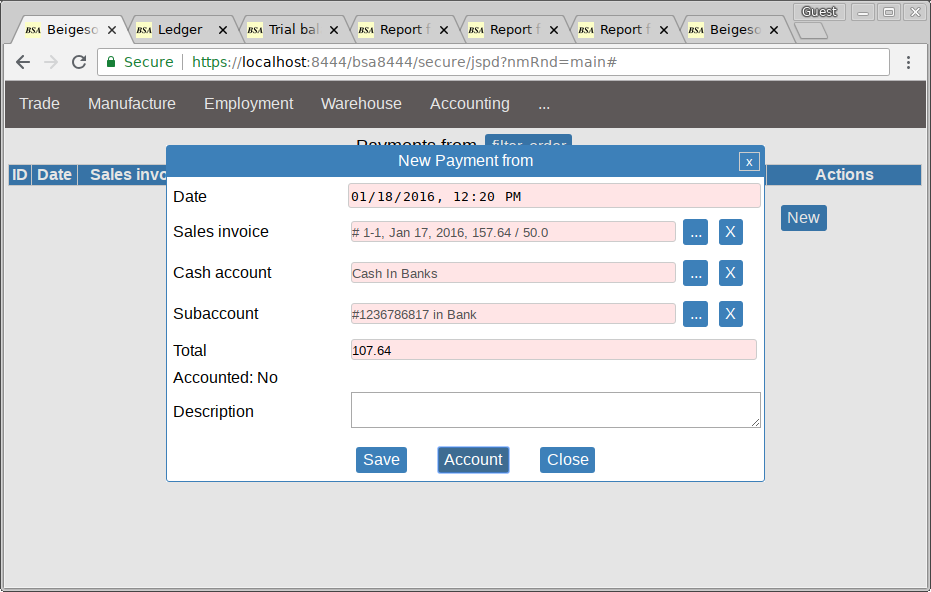 Guest
BSA Beigeso
BSA Ledger
BSA Trial bal
BSA Report f
BSA Report f
BSA Report f
BSA Beigeso
Secure https://localhost:8444/bsa8444/secure/jspd?nmRnd=main#
Trade Manufacture Employment Warehouse Accounting ...
Payments from filter, order
New Payment from x
ID Date Sales invo Actions
Date 01/18/2016, 12:20 PM
New
Sales invoice # 1-1, Jan 17, 2016, 157.64 / 50.0 ... X
Cash account Cash In Banks ... X
Subaccount #1236786817 in Bank ... X
Total 107.64
Accounted: No
Description
Save Account Close